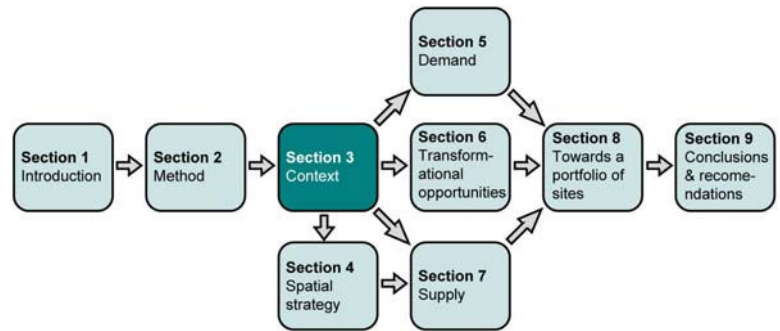 Section 1
Introduction
Section 2
Method
Section 3
Context
Section 4
Spatial
strategy
Section 5
Demand
Section 6
Transform-
ational
opportunities
Section 7
Supply
Section 8
Towards a
portfolio of
sites
Section 9
Conclusions
& recome-
ndations